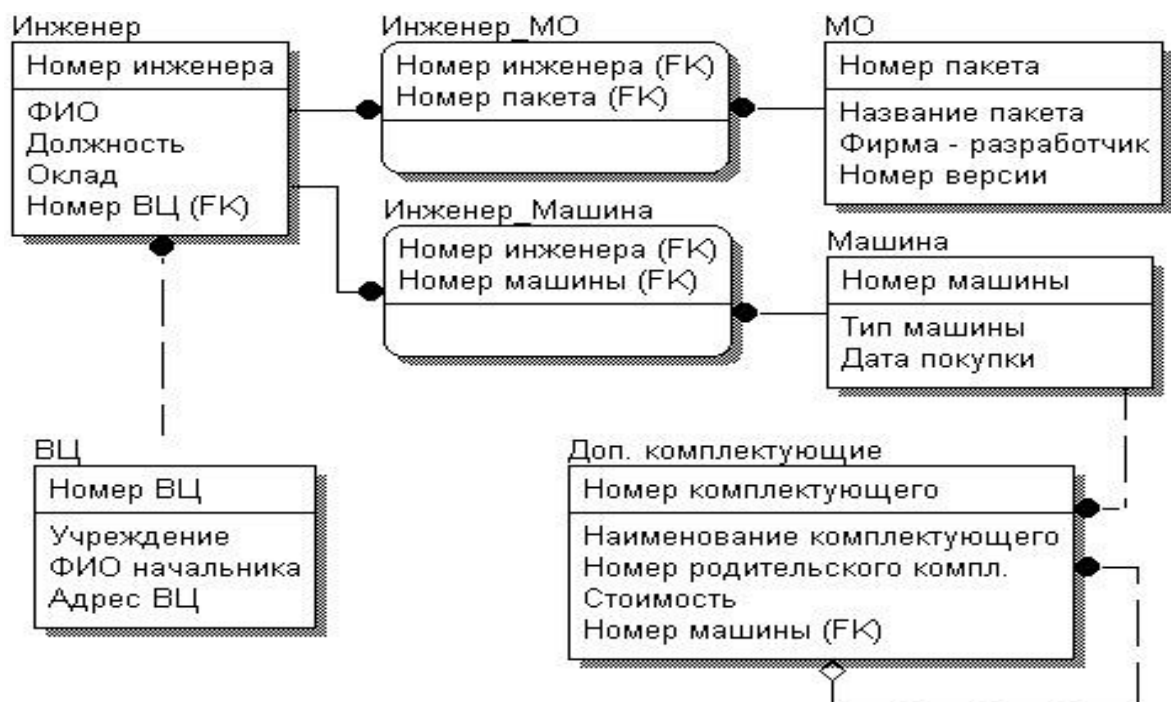 Инженер
Номер инженера
ФИО
Должность
Оклад
Номер ВЦ (FK)
Инженер_МО
Номер инженера (FK)
Номер пакета (FK)
МО
Номер пакета
Название пакета
Фирма - разработчик
Номер версии
Инженер_Машина
Номер инженера (FK)
Номер машины (FK)
Машина
Номер машины
Тип машины
Дата покупки
ВЦ
Номер ВЦ
Учреждение
ФИО начальника
Адрес ВЦ
Доп. комплектующие
Номер комплектующего
Наименование комплектующего
Номер родительского компл.
Стоимость
Номер машины (FK)